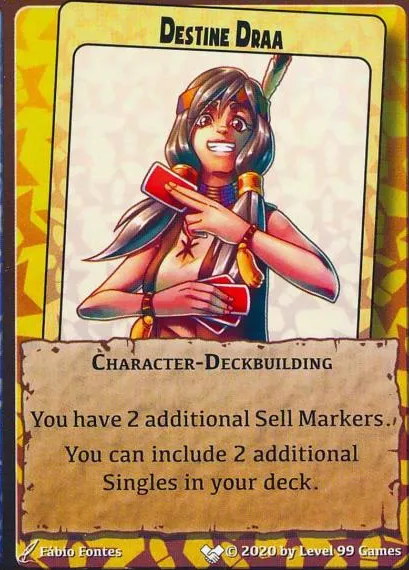 Destine Draa
Character-Deckbuilding
You have 2 additional Sell Markers.
You can include 2 additional
Singles in your deck.
Fábio Fontes
© 2020 by Level 99 Games